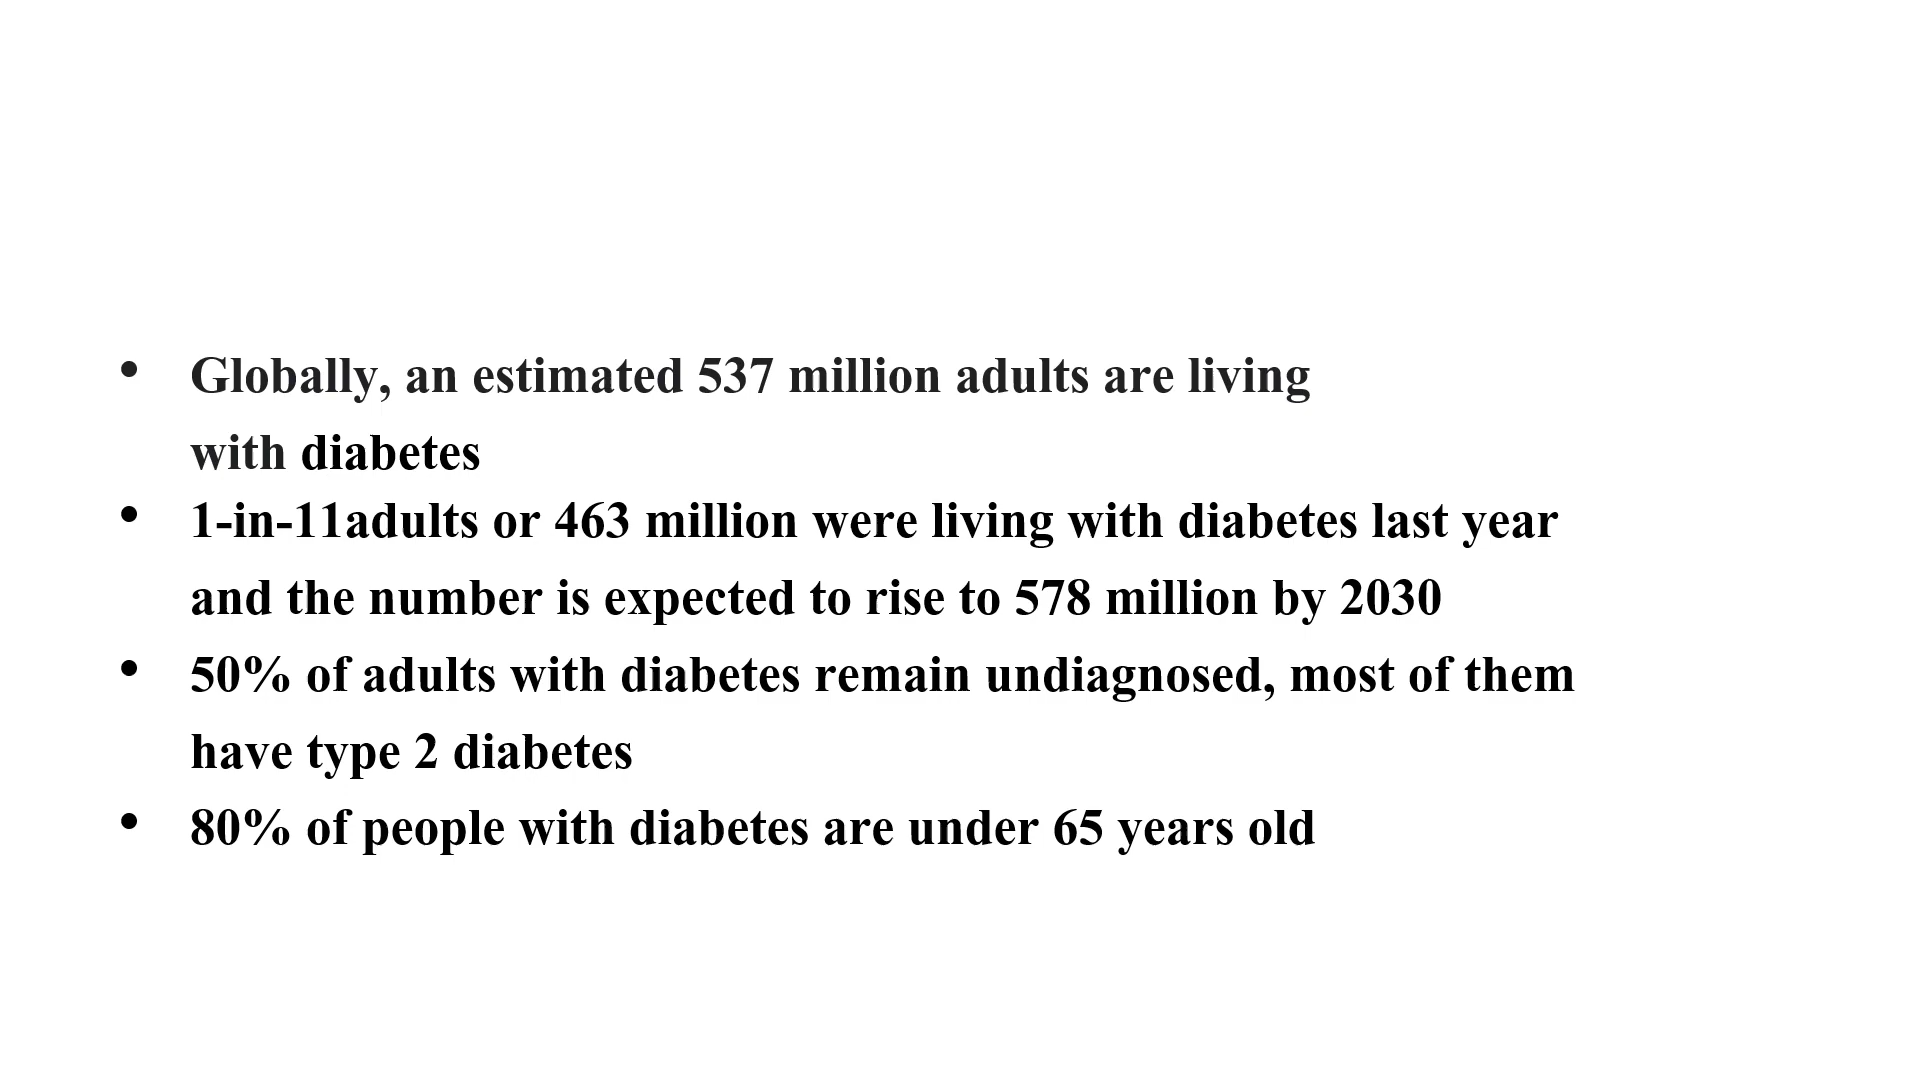 • Globally, an estimated 537 million adults are living
with diabetes
• 1-in-11adults or 463 million were living with diabetes last year
and the number is expected to rise to 578 million by 2030
• 50% of adults with diabetes remain undiagnosed, most of them
have type 2 diabetes
• 80% of people with diabetes are under 65 years old